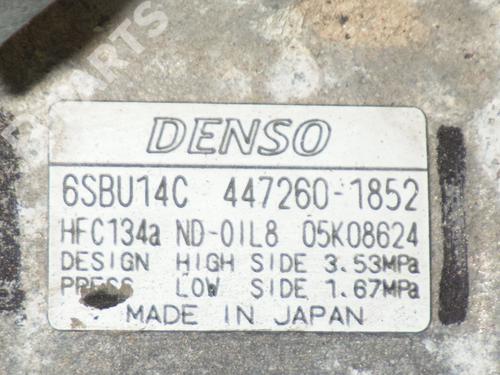 DENSO
6SBU14C 447260-1852
HFC134a ND-OIL8 05K08624
DESIGN HIGH SIDE 3.53MPa
PRESS LOW SIDE 1.67MPa
MADE IN JAPAN